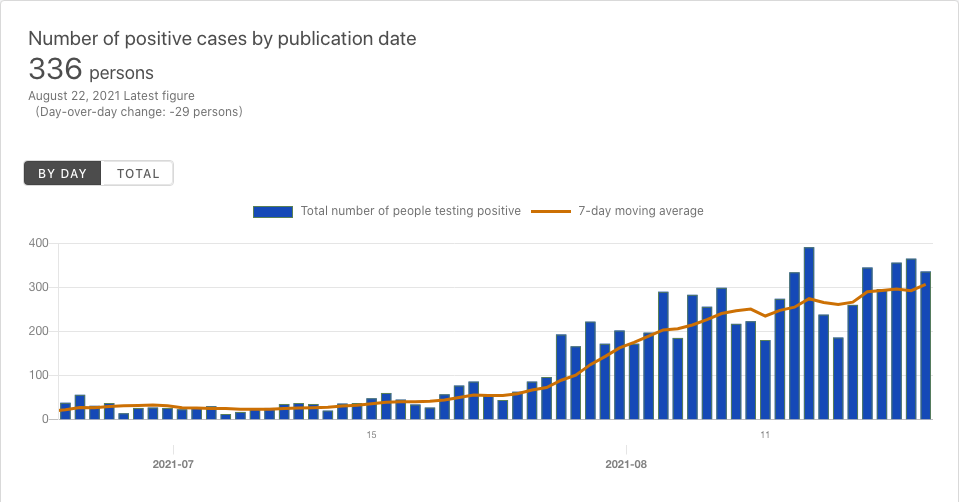 Number of positive cases by publication date
336 persons
August 22, 2021 Latest figure
(Day-over-day change: -29 persons)
BY DAY TOTAL
Total number of people testing positive 7-day moving average
400
300
200
100
0
15 11
2021-07 2021-08